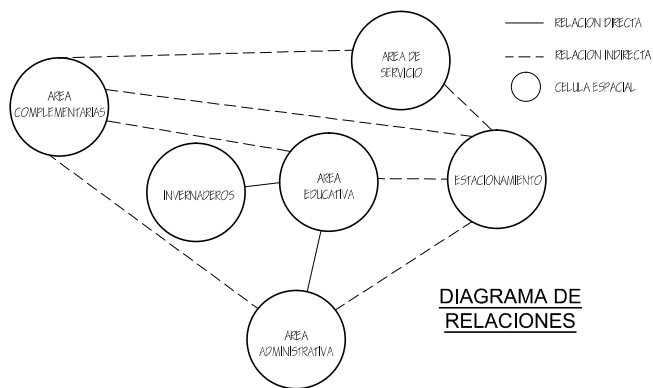 AREA DE
SERVICIO
RELACION DIRECTA
RELACION INDIRECTA
CELULA ESPACIAL
AREA
COMPLEMENTARIAS
INVERNADEROS
AREA
EDUCATIVA
ESTACIONAMIENTO
AREA
ADMINISTRATIVA
DIAGRAMA DE
RELACIONES